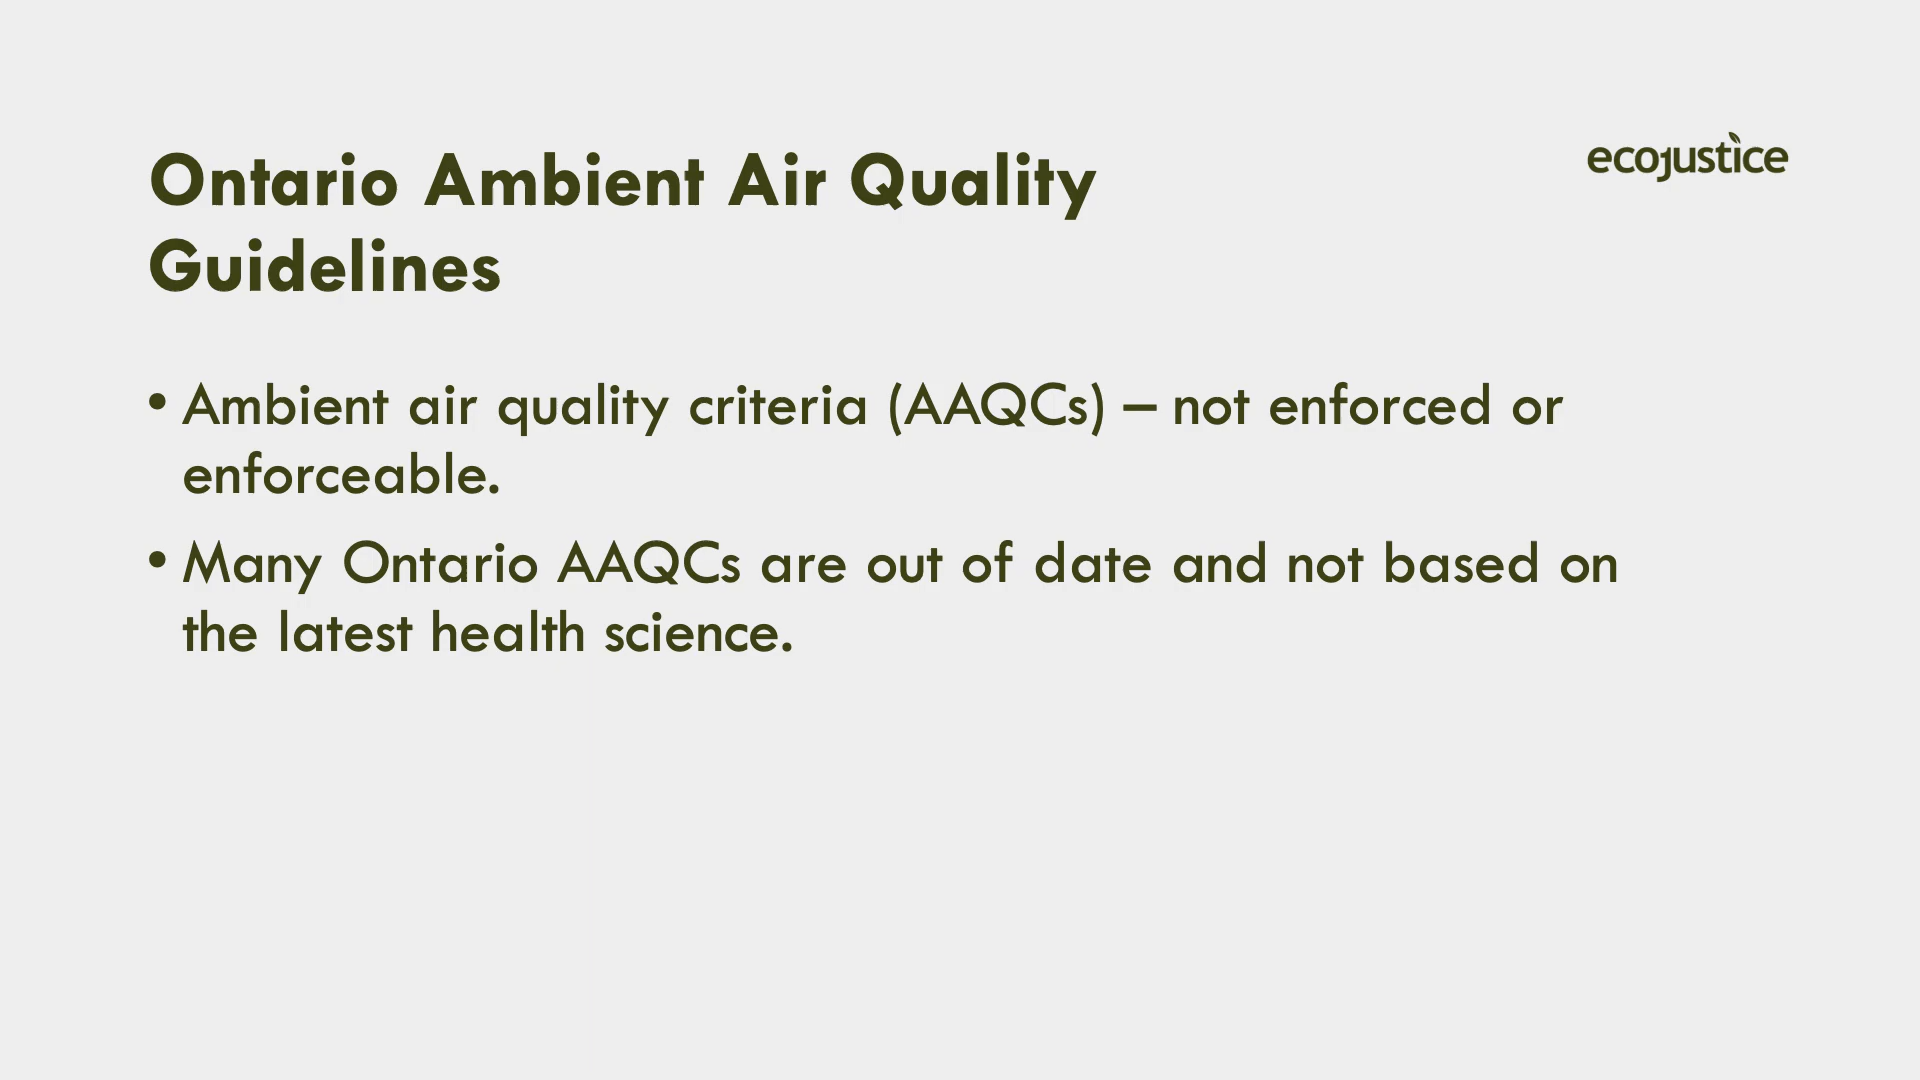 Ontario Ambient Air Quality
Guidelines
ecojustice
• Ambient air quality criteria (AAQCs) – not enforced or
enforceable.
• Many Ontario AAQCs are out of date and not based on
the latest health science.